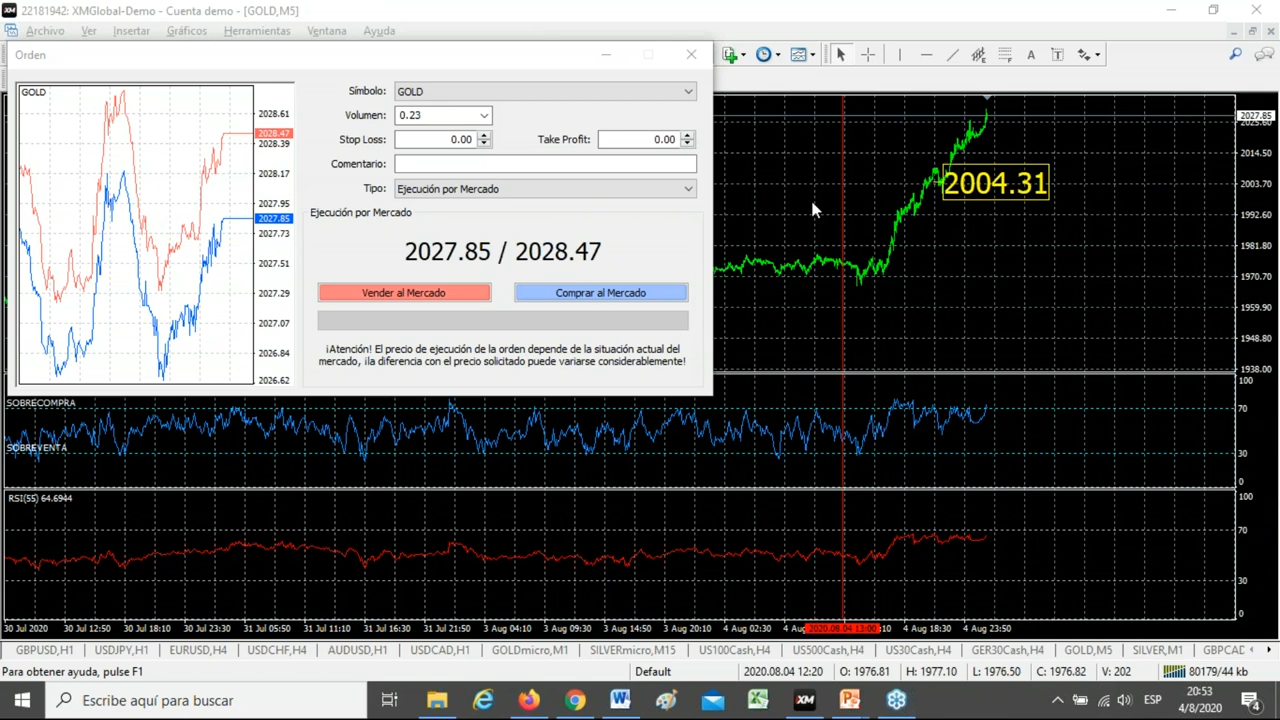 22181942: XMGlobal-Demo - Cuenta demo - [GOLD,M5]
Archivo Ver Insertar Gráficos Herramientas Ventana Ayuda
Orden
GOLD
2028.61
2028.47
2028.39
2028.17
2027.95
2027.85
2027.73
2027.51
2027.29
2027.07
2026.84
2026.62
Símbolo: GOLD
Volumen: 0.23
Stop Loss: 0.00 Take Profit: 0.00
Comentario:
Tipo: Ejecución por Mercado
Ejecución por Mercado
2027.85 / 2028.47
Vender al Mercado Comprar al Mercado
¡Atención! El precio de ejecución de la orden depende de la situación actual del
mercado, ¡la diferencia con el precio solicitado puede variarse considerablemente!
2004.31
2027.85
2025.80
2014.50
2003.70
1992.60
1981.80
1970.70
1959.90
1948.80
1938.00
SOBRECOMPRA
SOBREVENTA
100
70
30
0
RSI(55) 64.6944
100
70
30
0
30 Jul 2020 30 Jul 12:50 30 Jul 18:10 30 Jul 23:30 31 Jul 05:50 31 Jul 11:10 31 Jul 16:30 31 Jul 21:50 3 Aug 04:10 3 Aug 09:30 3 Aug 14:50 3 Aug 20:10 4 Aug 02:30 2020.08.04 13:00 4 Aug 18:30 4 Aug 23:50
GBPUSD,H1 USDJPY,H1 EURUSD,H4 USDCHF,H4 AUDUSD,H1 USDCAD,H1 GOLDmicro,M1 SILVERmicro,M15 US100Cash,H4 US500Cash,H4 US30Cash,H4 GER30Cash,H4 GOLD,M5 SILVER,M1 GBPCAD
Para obtener ayuda, pulse F1 Default 2020.08.04 12:20 O: 1976.81 H: 1977.10 L: 1976.50 C: 1976.82 V: 202 80179/44 kb
Escribe aquí para buscar
ESP
20:53
4/8/2020
4